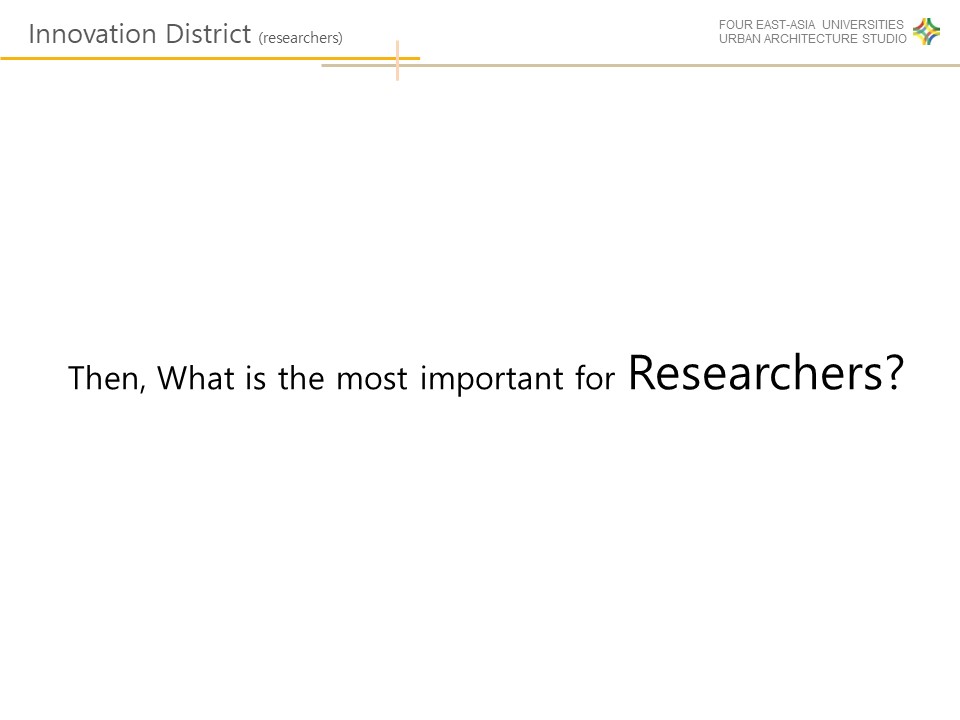 Innovation District (researchers)
FOUR EAST-ASIA UNIVERSITIES
URBAN ARCHITECTURE STUDIO
Then, What is the most important for Researchers?